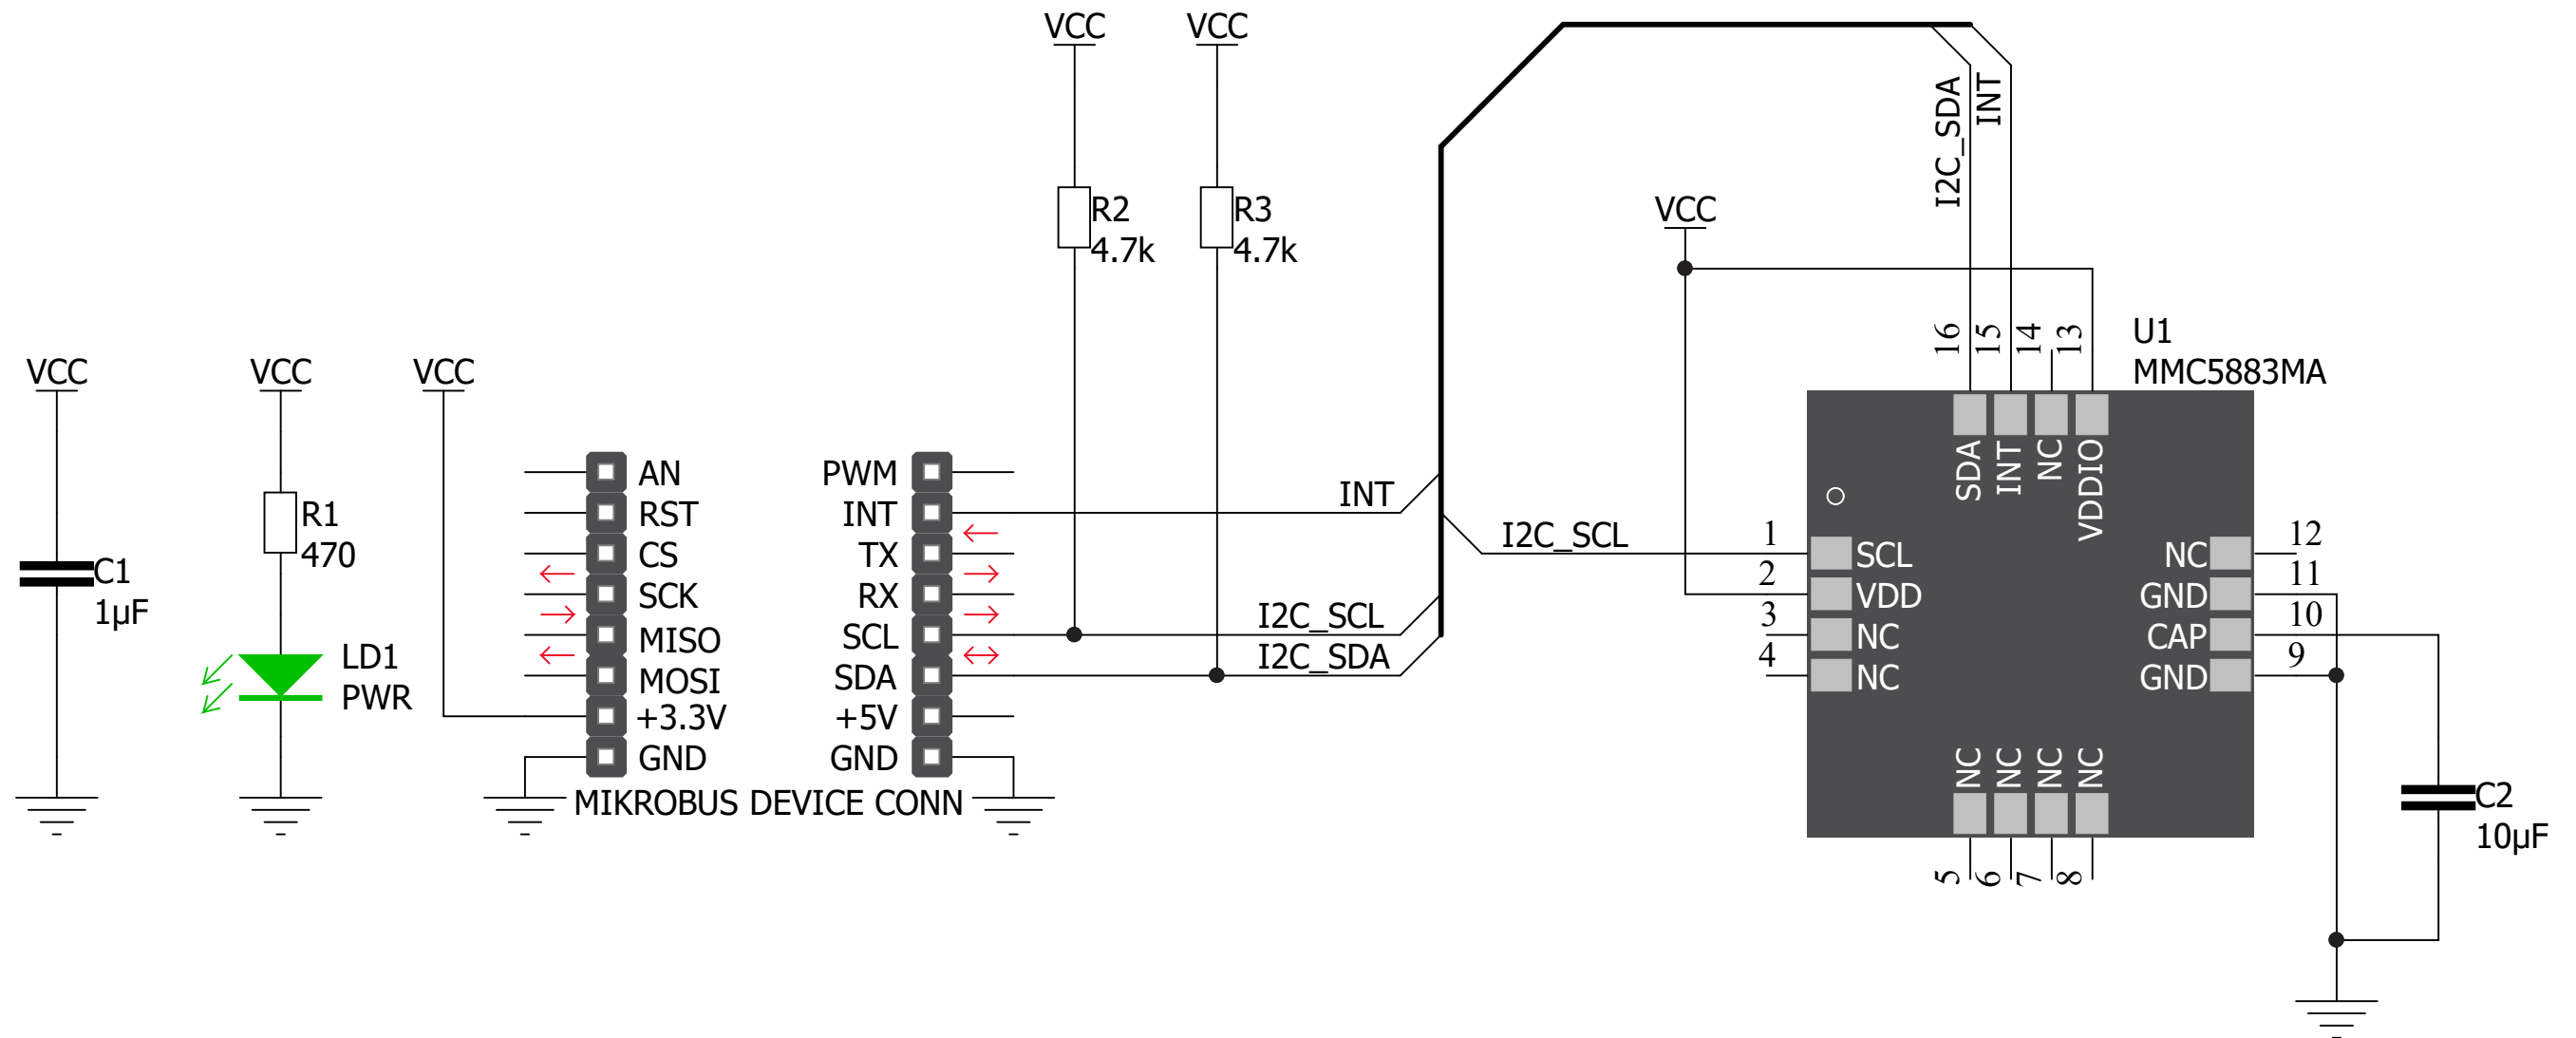 VCC
VCC
I2C_SDA
INT
R2
4.7k
R3
4.7k
VCC
16
15
14
13
U1
MMC5883MA
VCC
VCC
VCC
C1
1µF
R1
470
LD1
PWR
AN
RST
CS
SCK
MISO
MOSI
+3.3V
GND
PWM
INT
TX
RX
SCL
SDA
+5V
GND
MIKROBUS DEVICE CONN
INT
I2C_SCL
I2C_SCL
I2C_SDA
SDA
INT
NC
VDDIO
1
2
3
4
SCL
VDD
NC
NC
NC
GND
CAP
GND
12
11
10
9
NC
NC
NC
NC
5
6
7
8
C2
10µF